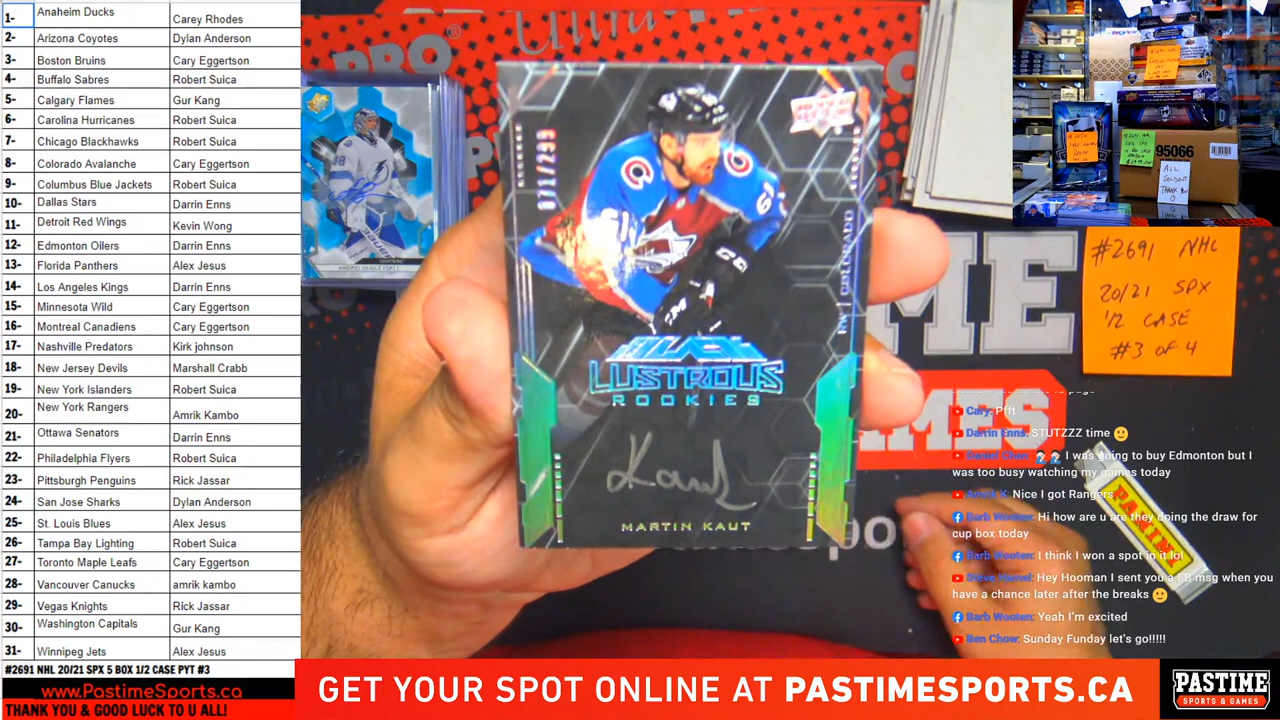 1- Anaheim Ducks Carey Rhodes
2- Arizona Coyotes Dylan Anderson
3- Boston Bruins Cary Eggertson
4- Buffalo Sabres Robert Suica
5- Calgary Flames Gur Kang
6- Carolina Hurricanes Robert Suica
7- Chicago Blackhawks Robert Suica
8- Colorado Avalanche Cary Eggertson
9- Columbus Blue Jackets Robert Suica
10- Dallas Stars Darrin Enns
11- Detroit Red Wings Kevin Wong
12- Edmonton Oilers Darrin Enns
13- Florida Panthers Alex Jesus
14- Los Angeles Kings Darrin Enns
15- Minnesota Wild Cary Eggertson
16- Montreal Canadiens Cary Eggertson
17- Nashville Predators Kirk johnson
18- New Jersey Devils Marshall Crabb
19- New York Islanders Robert Suica
20- New York Rangers Amrik Kambo
21- Ottawa Senators Darrin Enns
22- Philadelphia Flyers Robert Suica
23- Pittsburgh Penguins Rick Jassar
24- San Jose Sharks Dylan Anderson
25- St. Louis Blues Alex Jesus
26- Tampa Bay Lighting Robert Suica
27- Toronto Maple Leafs Cary Eggertson
28- Vancouver Canucks amrik kambo
29- Vegas Knights Rick Jassar
30- Washington Capitals Gur Kang
31- Winnipeg Jets Alex Jesus
#2691 NHL 20/21 SPX 5 BOX 1/2 CASE PYT #3
www.PastimeSports.ca
THANK YOU & GOOD LUCK TO U ALL!
Ultra
071/299
RW | COLORADO
LUSTROUS
ROOKIES
Kaut
MARTIN KAUT
95066
ALL
SOLDOUT
THANK YOU
#2691 NHL
20/21 SPX
1/2 CASE
#3 OF 4
Cary: Pfft
Darrin Enns: STUTZZZ time
I was going to buy Edmonton but I
was too busy watching my games today
Amrik K: Nice I got Rangers
Barb Wooten: Hi how are u are they doing the draw for
cup box today
Barb Wooten: I think I won a spot in it lol
Hey Hooman I sent you a FB msg when you
have a chance later after the breaks
Barb Wooten: Yeah I'm excited
Ben Chow: Sunday Funday let's go!!!!!
PANINI
GET YOUR SPOT ONLINE AT PASTIMESPORTS.CA
PASTIME
SPORTS & GAMES